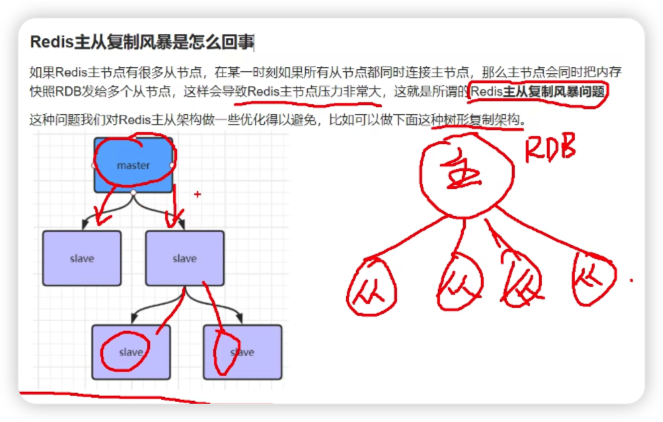 Redis主从复制风暴是怎么回事
如果Redis主节点有很多从节点，在某一时刻如果所有从节点都同时连接主节点，那么主节点会同时把内存
快照RDB发给多个从节点，这样会导致Redis主节点压力非常大，这就是所谓的Redis主从复制风暴问题
这种问题我们对Redis主从架构做一些优化得以避免，比如可以做下面这种树形复制架构。
master
主
RDB
slave
slave
从
从
从
从
slave
slave